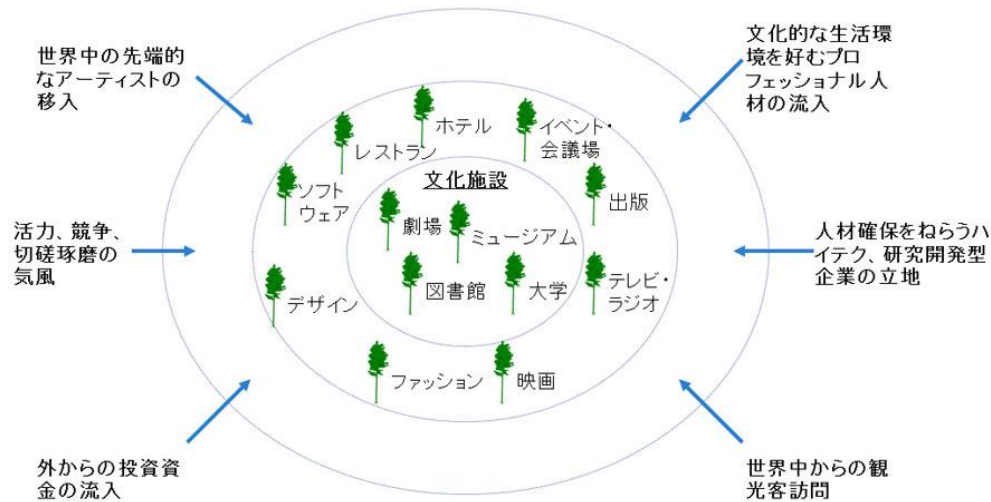 世界中の先端的
なアーティストの
移入
文化的な生活環
境を好むプロ
フェッショナル人
材の流入
ホテル
イベント・
会議場
レストラン
文化施設
ソフト
ウェア
出版
劇場
ミュージアム
活力、競争、
切磋琢磨の
気風
人材確保をねらうハ
イテク、研究開発型
企業の立地
図書館
大学
テレビ・
ラジオ
デザイン
ファッション
映画
外からの投資資
金の流入
世界中からの観
光客訪問